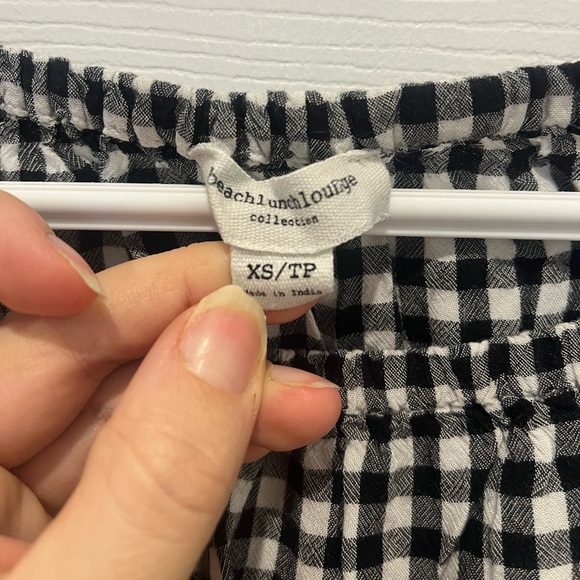 beachlunchlounge
collection
XS/TP
Made in India